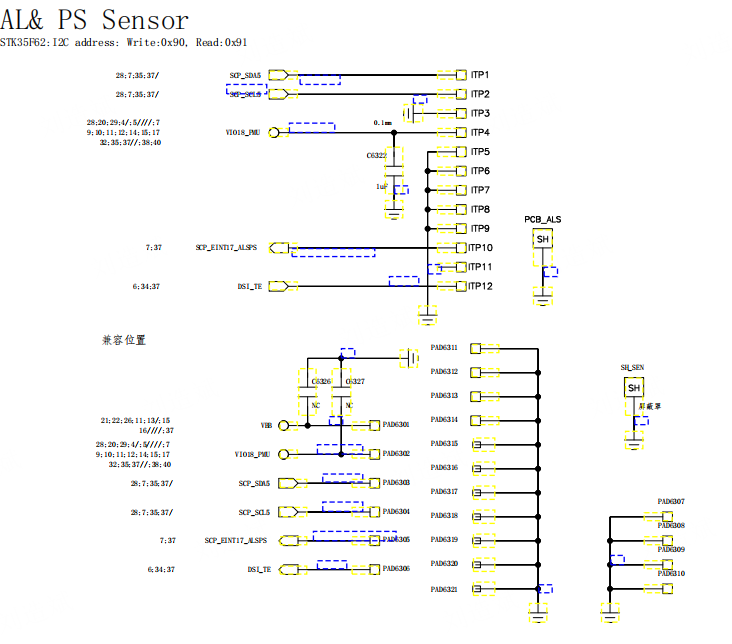 AL& PS Sensor
STK35F62:I2C address: Write:0x90, Read:0x91
28;7;35;37/ SCP_SDA5 ITP1
28;7;35;37/ SCP_SCL5 ITP2
ITP3
28;20;29;4/;5////;7
9;10;11;12;14;15;17 VIO18_PMU 0.1mm ITP4
32;35;37//;38;40
C6322
1uF
ITP5
ITP6
ITP7
ITP8
ITP9
7;37 SCP_EINT17_ALSPS ITP10
ITP11
6;34;37 DSI_TE ITP12
PCB_ALS
SH
兼容位置
C6326 C6327
NC NC
21;22;26;11;13/;15
16////;37 VBB PAD6301
28;20;29;4/;5////;7
9;10;11;12;14;15;17 VIO18_PMU PAD6302
32;35;37//;38;40
28;7;35;37/ SCP_SDA5 PAD6303
28;7;35;37/ SCP_SCL5 PAD6304
7;37 SCP_EINT17_ALSPS PAD6305
6;34;37 DSI_TE PAD6306
PAD6311
PAD6312
PAD6313
PAD6314
PAD6315
PAD6316
PAD6317
PAD6318
PAD6319
PAD6320
PAD6321
SH_SEN
SH
屏蔽罩
PAD6307
PAD6308
PAD6309
PAD6310